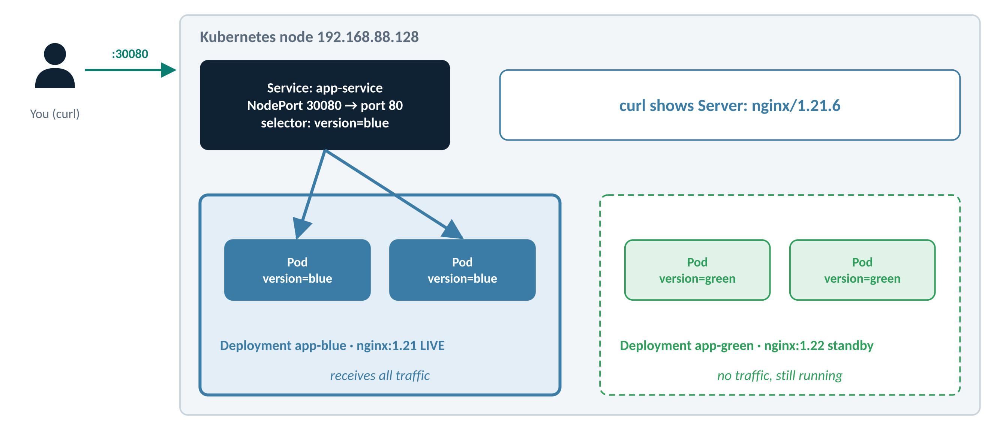 Kubernetes node 192.168.88.128
:30080
You (curl)
Service: app-service
NodePort 30080 → port 80
selector: version=blue
curl shows Server: nginx/1.21.6
Pod
version=blue
Pod
version=blue
Deployment app-blue · nginx:1.21 LIVE
receives all traffic
Pod
version=green
Pod
version=green
Deployment app-green · nginx:1.22 standby
no traffic, still running